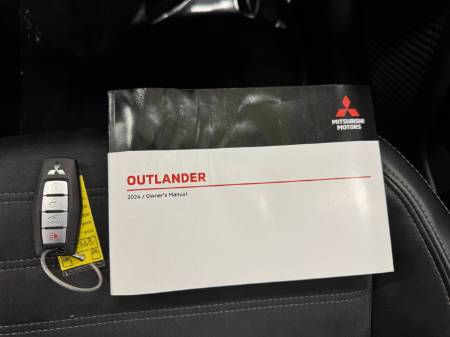 MITSUBISHI
MOTORS
OUTLANDER
2024 / Owner's Manual